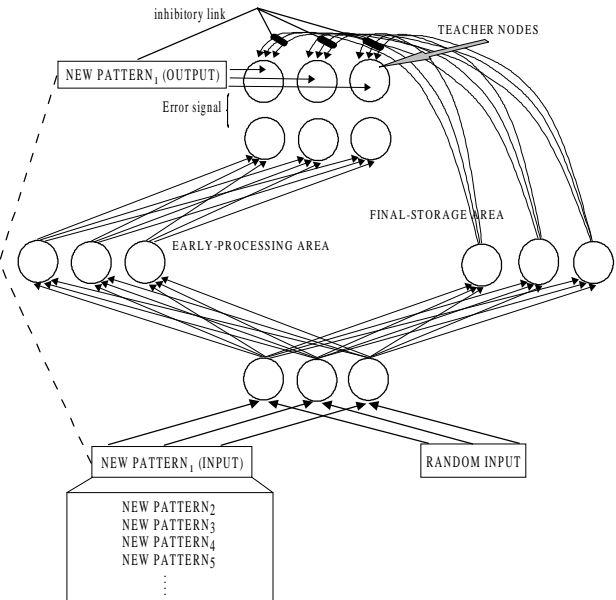 inhibitory link
TEACHER NODES
NEW PATTERN1 (OUTPUT)
Error signal
FINAL-STORAGE AREA
EARLY-PROCESSING AREA
NEW PATTERN1 (INPUT)
RANDOM INPUT
NEW PATTERN2
NEW PATTERN3
NEW PATTERN4
NEW PATTERN5
⋮